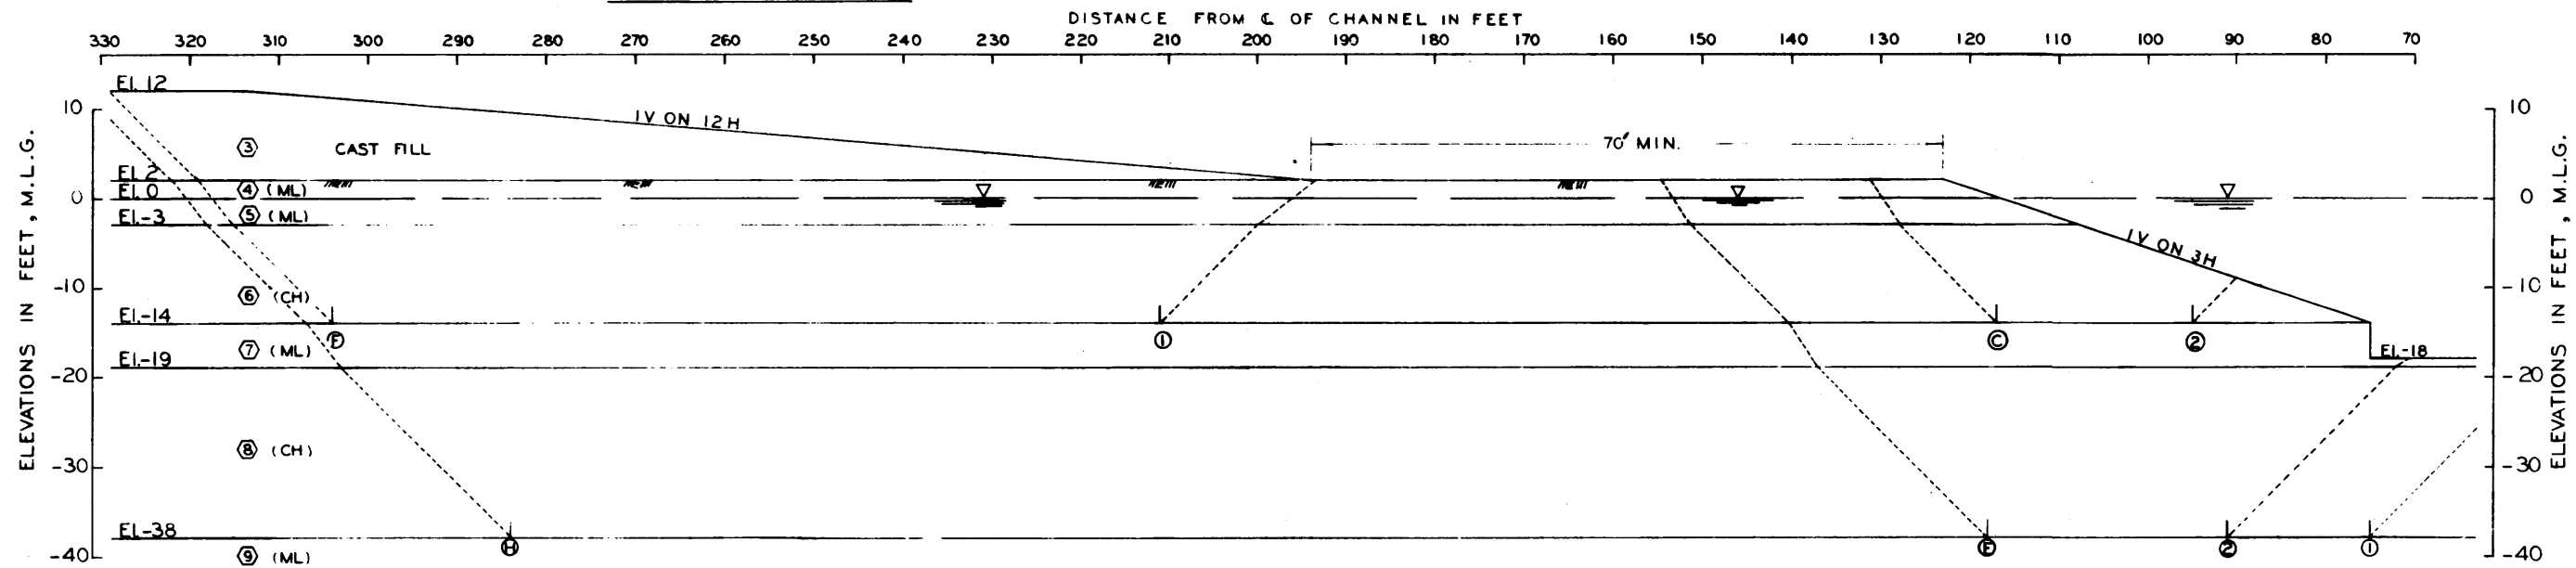 DISTANCE FROM ℄ OF CHANNEL IN FEET
330 320 310 300 290 280 270 260 250 240 230 220 210 200 190 180 170 160 150 140 130 120 110 100 90 80 70
El. 12
10
1V ON 12H
70' MIN.
10
3 CAST FILL
El. 2
4 (ML)
El. 0
0
0
5 (ML)
El.-3
1V ON 3H
-10
6 (CH)
-10
El.-14
F
1
C
2
7 (ML)
El.-18
El.-19
-20
-20
8 (CH)
-30
-30
El.-38
H
E
2
1
-40
9 (ML)
-40
ELEVATIONS IN FEET, M.L.G.
ELEVATIONS IN FEET, M.L.G.